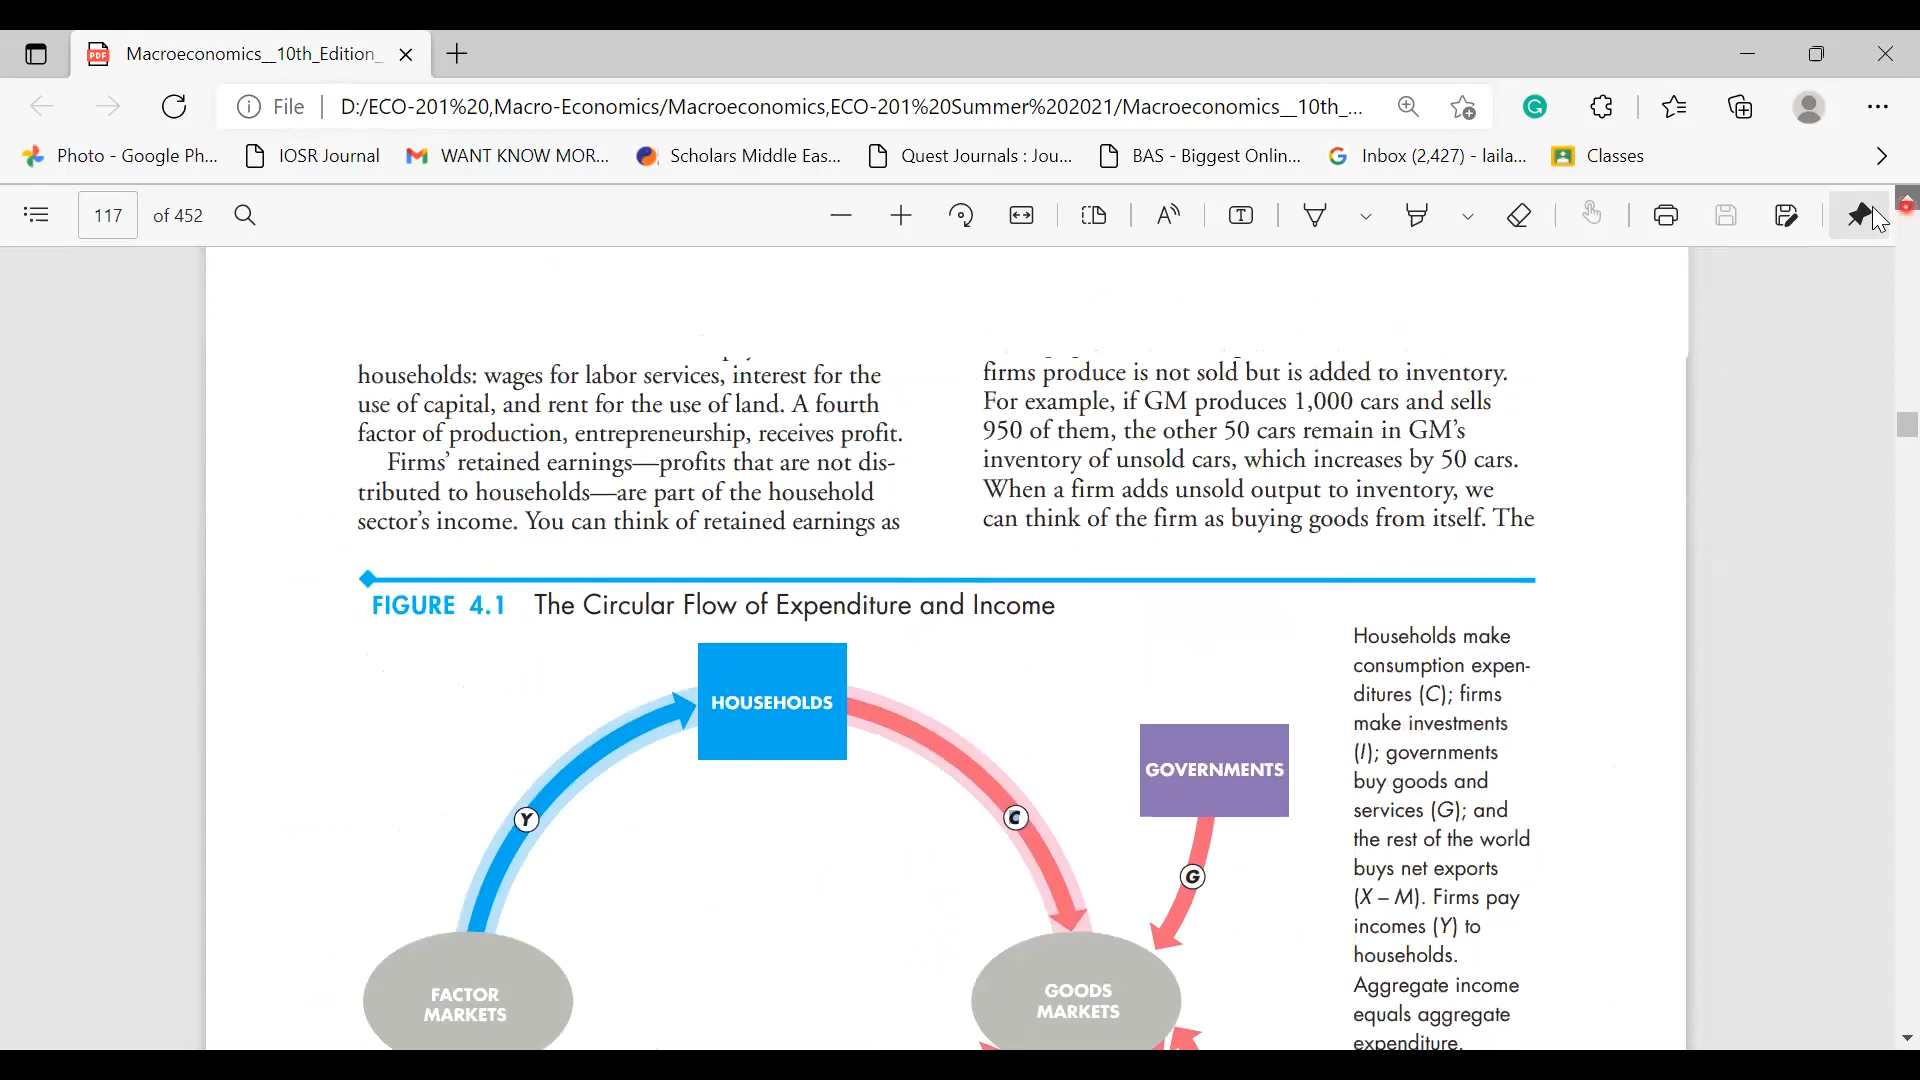 Macroeconomics__10th_Edition_
File
D:/ECO-201%20,Macro-Economics/Macroeconomics,ECO-201%20Summer%202021/Macroeconomics__10th_...
Photo - Google Ph...
IOSR Journal
WANT KNOW MOR...
Scholars Middle Eas...
Quest Journals : Jou...
BAS - Biggest Onlin...
Inbox (2,427) - laila...
Classes
117 of 452
households: wages for labor services, interest for the
use of capital, and rent for the use of land. A fourth
factor of production, entrepreneurship, receives profit.
Firms' retained earnings—profits that are not dis-
tributed to households—are part of the household
sector's income. You can think of retained earnings as
firms produce is not sold but is added to inventory.
For example, if GM produces 1,000 cars and sells
950 of them, the other 50 cars remain in GM's
inventory of unsold cars, which increases by 50 cars.
When a firm adds unsold output to inventory, we
can think of the firm as buying goods from itself. The
FIGURE 4.1 The Circular Flow of Expenditure and Income
HOUSEHOLDS
GOVERNMENTS
Y
C
G
FACTOR
MARKETS
GOODS
MARKETS
Households make
consumption expen-
ditures (C); firms
make investments
(I); governments
buy goods and
services (G); and
the rest of the world
buys net exports
(X – M). Firms pay
incomes (Y) to
households.
Aggregate income
equals aggregate
expenditure.